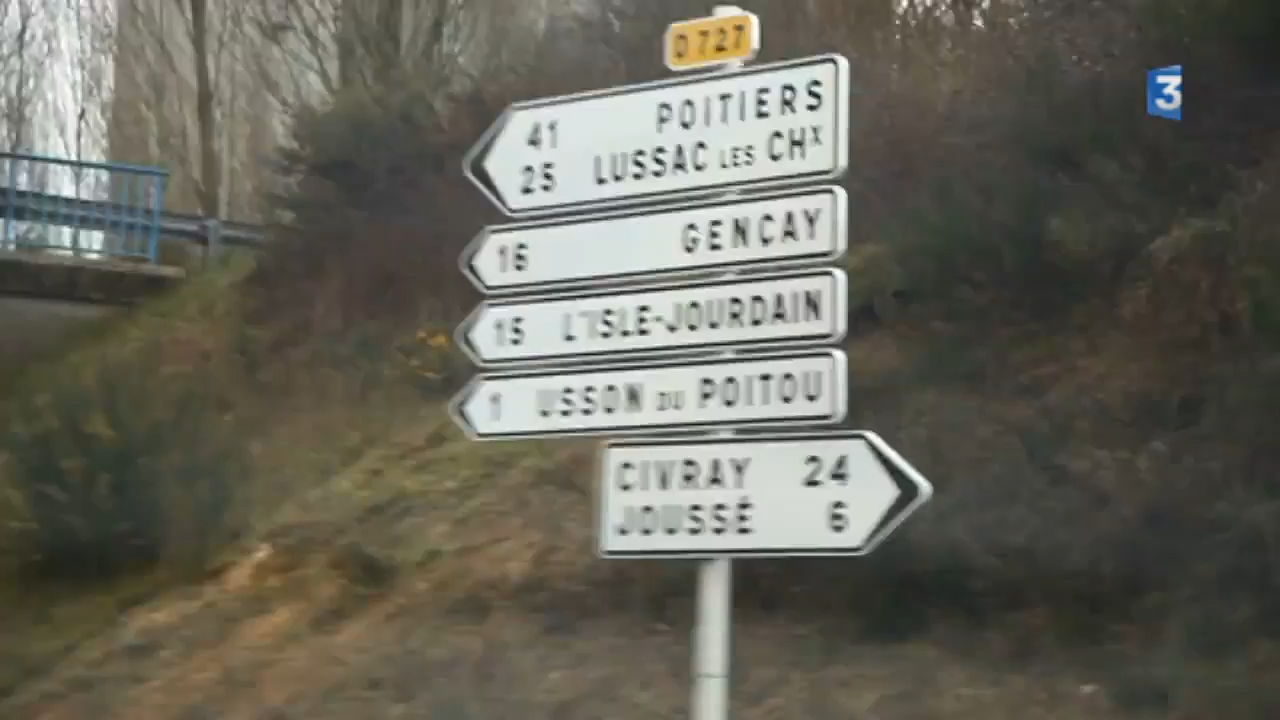 D 727
3
41 POITIERS
25 LUSSAC LES CHX
16 GENCAY
15 L'ISLE-JOURDAIN
1 USSON DU POITOU
CIVRAY 24
JOUSSÉ 6